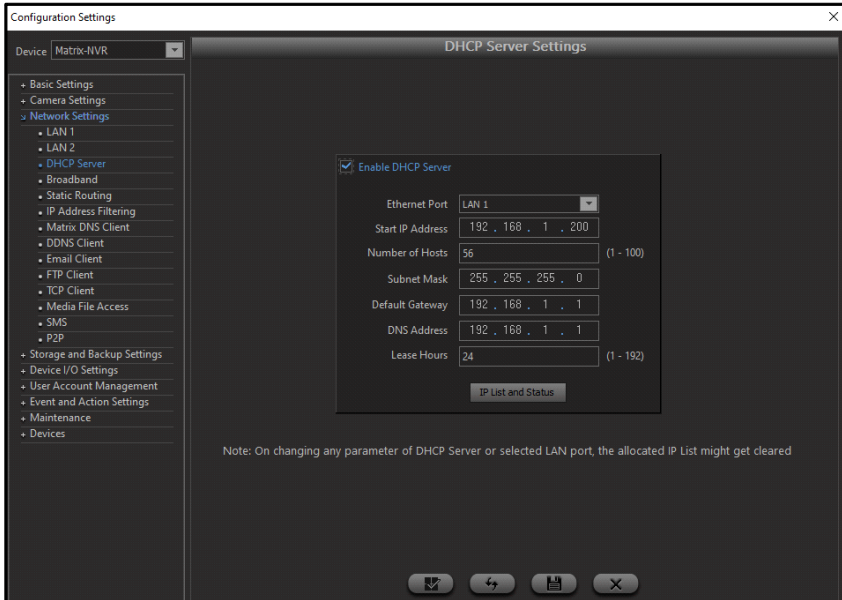 Configuration Settings
Device Matrix-NVR
+ Basic Settings
+ Camera Settings
Network Settings
• LAN 1
• LAN 2
• DHCP Server
• Broadband
• Static Routing
• IP Address Filtering
• Matrix DNS Client
• DDNS Client
• Email Client
• FTP Client
• TCP Client
• Media File Access
• SMS
• P2P
+ Storage and Backup Settings
+ Device I/O Settings
+ User Account Management
+ Event and Action Settings
+ Maintenance
+ Devices
DHCP Server Settings
Enable DHCP Server
Ethernet Port LAN 1
Start IP Address 192 . 168 . 1 . 200
Number of Hosts 56 (1 - 100)
Subnet Mask 255 . 255 . 255 . 0
Default Gateway 192 . 168 . 1 . 1
DNS Address 192 . 168 . 1 . 1
Lease Hours 24 (1 - 192)
IP List and Status
Note: On changing any parameter of DHCP Server or selected LAN port, the allocated IP List might get cleared